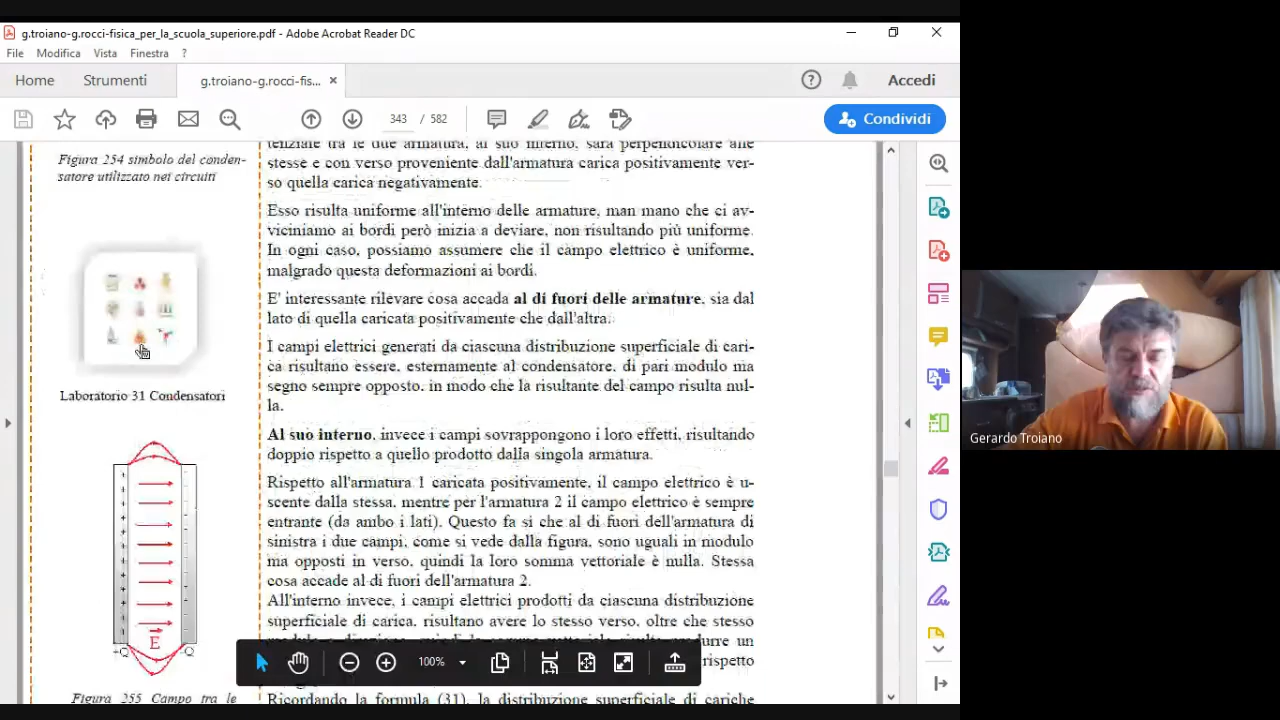 g.troiano-g.rocci-fisica_per_la_scuola_superiore.pdf - Adobe Acrobat Reader DC
File Modifica Vista Finestra ?
Home Strumenti g.troiano-g.rocci-fis... × Accedi
343 / 582 Condividi
Figura 254 simbolo del conden-
satore utilizzato nei circuiti
Laboratorio 31 Condensatori
+Q -Q
E
Figura 255 Campo tra le
tenziale tra le due armatura, al suo interno, sarà perpendicolare alle
stesse e con verso proveniente dall'armatura carica positivamente ver-
so quella carica negativamente.
Esso risulta uniforme all'interno delle armature, man mano che ci av-
viciniamo ai bordi però inizia a deviare, non risultando più uniforme.
In ogni caso, possiamo assumere che il campo elettrico è uniforme,
malgrado questa deformazioni ai bordi.
E' interessante rilevare cosa accada al di fuori delle armature, sia dal
lato di quella caricata positivamente che dall'altra.
I campi elettrici generati da ciascuna distribuzione superficiale di cari-
ca risultano essere, esternamente al condensatore, di pari modulo ma
segno sempre opposto, in modo che la risultante del campo risulta nul-
la.
Al suo interno, invece i campi sovrappongono i loro effetti, risultando
doppio rispetto a quello prodotto dalla singola armatura.
Rispetto all'armatura 1 caricata positivamente, il campo elettrico è u-
scente dalla stessa, mentre per l'armatura 2 il campo elettrico è sempre
entrante (da ambo i lati). Questo fa si che al di fuori dell'armatura di
sinistra i due campi, come si vede dalla figura, sono uguali in modulo
ma opposti in verso, quindi la loro somma vettoriale è nulla. Stessa
cosa accade al di fuori dell'armatura 2.
All'interno invece, i campi elettrici prodotti da ciascuna distribuzione
superficiale di carica, risultano avere lo stesso verso, oltre che stesso
rispetto
Ricordando la formula (31), la distribuzione superficiale di cariche
100%
Gerardo Troiano